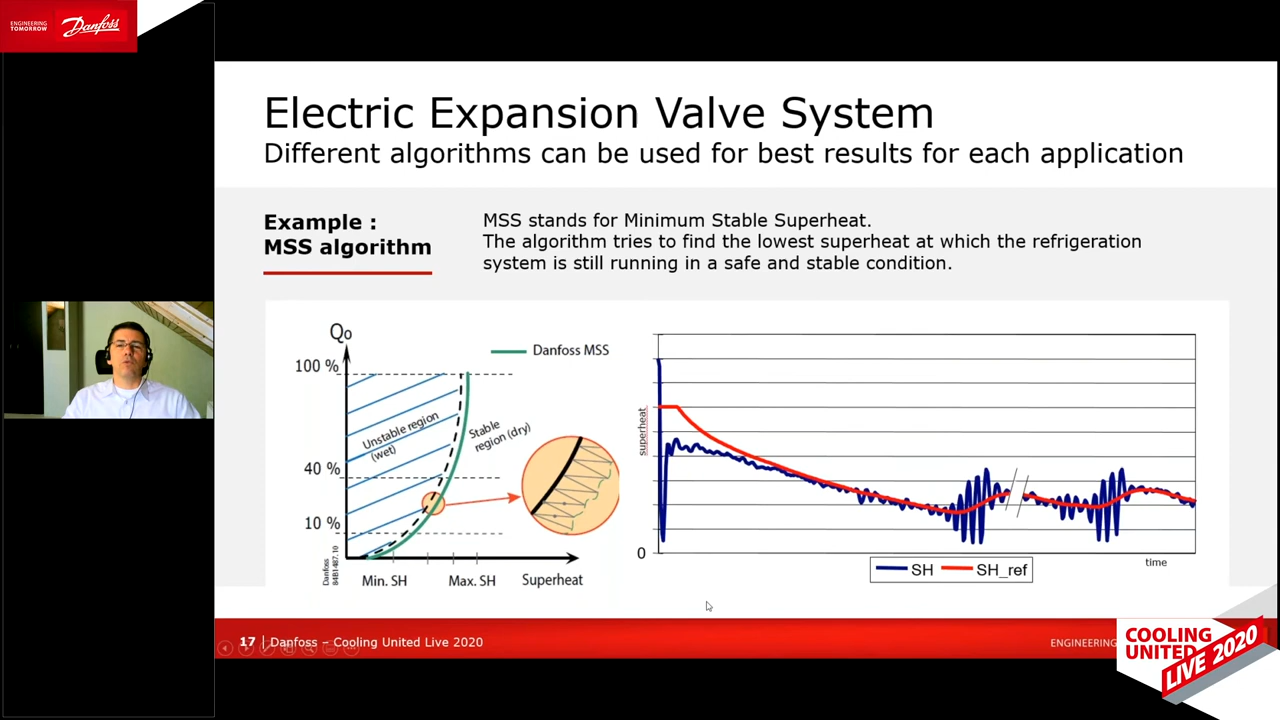 ENGINEERING
TOMORROW
Danfoss
Electric Expansion Valve System
Different algorithms can be used for best results for each application
Example :
MSS algorithm
MSS stands for Minimum Stable Superheat.
The algorithm tries to find the lowest superheat at which the refrigeration
system is still running in a safe and stable condition.
Q₀
Danfoss MSS
100 %
Unstable region
(wet)
Stable
region (dry)
40 %
10 %
Danfoss
84B1487.10
Min. SH
Max. SH
Superheat
superheat
0
time
SH
SH_ref
17 | Danfoss – Cooling United Live 2020
ENGINEERING
COOLING
UNITED
LIVE 2020